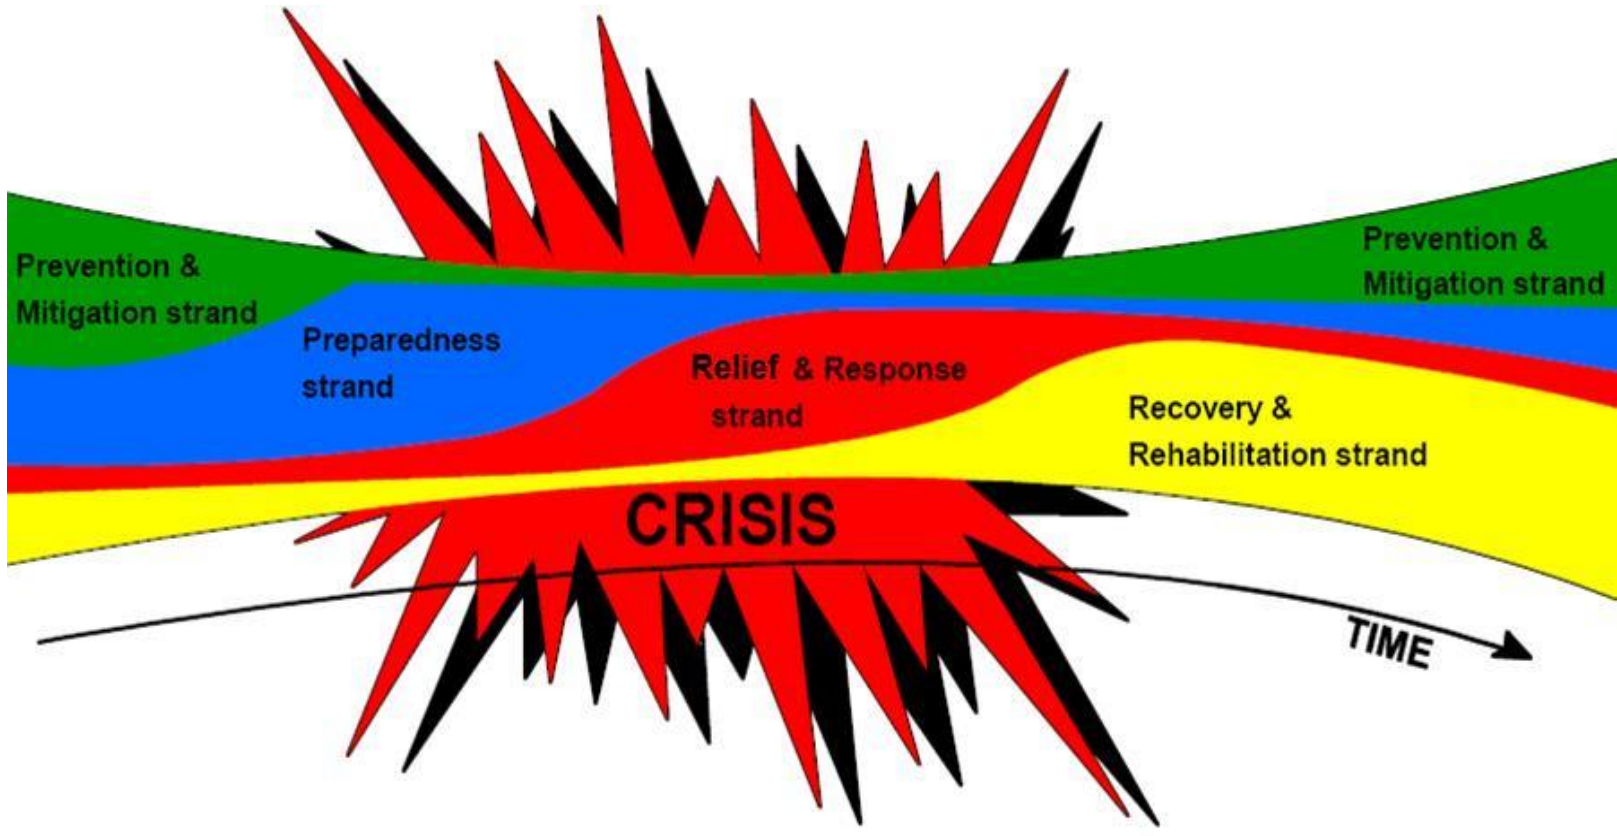 Prevention &
Mitigation strand
Preparedness
strand
Relief & Response
strand
Recovery &
Rehabilitation strand
Prevention &
Mitigation strand
CRISIS
TIME